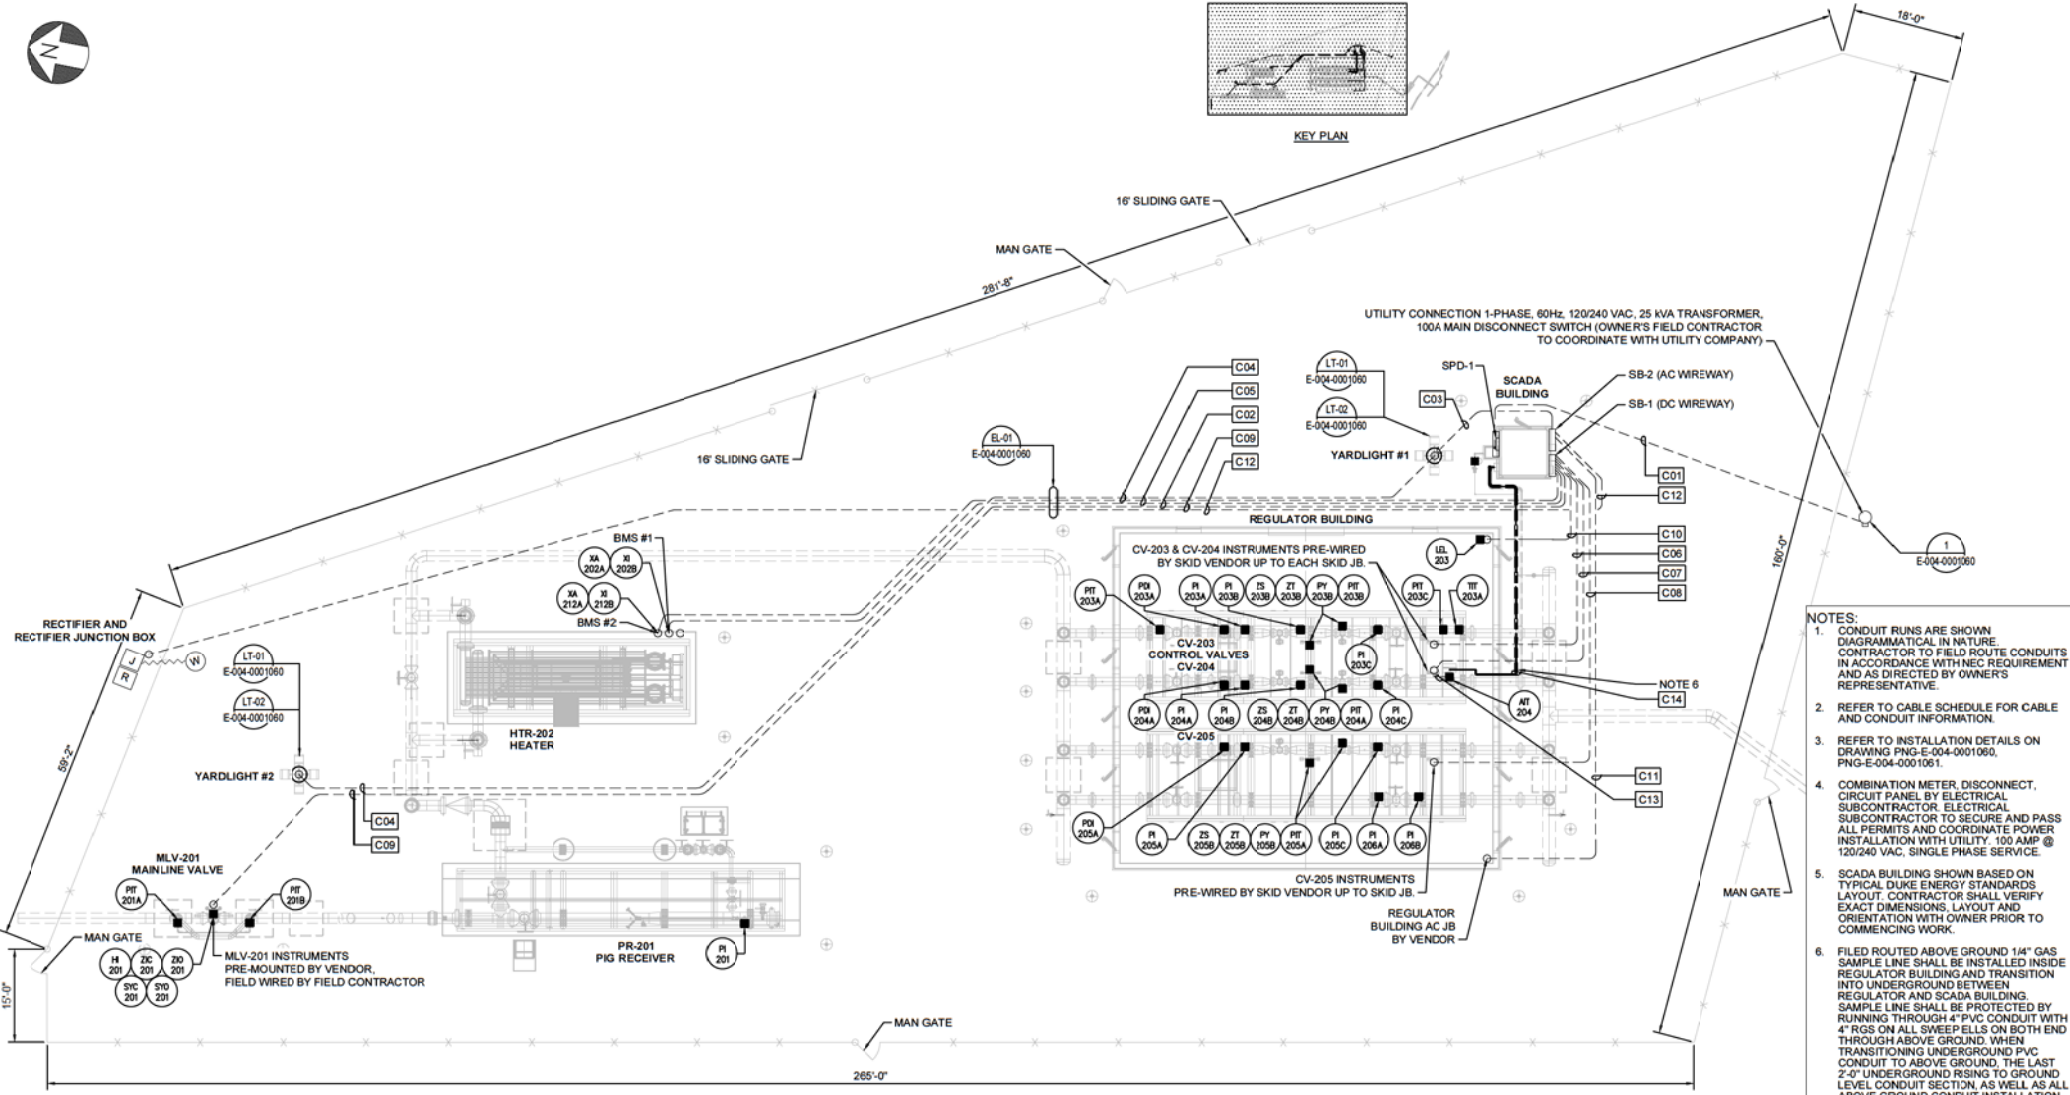 N
18'-0"
KEY PLAN
16' SLIDING GATE
MAN GATE
281'-8"
UTILITY CONNECTION 1-PHASE, 60Hz, 120/240 VAC, 25 kVA TRANSFORMER,
100A MAIN DISCONNECT SWITCH (OWNER'S FIELD CONTRACTOR
TO COORDINATE WITH UTILITY COMPANY)
C04
C05
C02
C09
C12
LT-01
E-004-0001060
LT-02
E-004-0001060
YARDLIGHT #1
C03
SPD-1
SCADA
BUILDING
SB-2 (AC WIREWAY)
SB-1 (DC WIREWAY)
16' SLIDING GATE
EL-01
E-004-0001060
C01
C12
C10
C06
C07
C08
1
E-004-0001060
160'-0"
REGULATOR BUILDING
CV-203 & CV-204 INSTRUMENTS PRE-WIRED
BY SKID VENDOR UP TO EACH SKID JB.
LEL
203
PIT
203A
PDI
203A
PI
203A
PI
203B
ZS
203B
ZT
203B
PY
203B
PIT
203B
PIT
203C
TIT
203A
CV-203
CONTROL VALVES
CV-204
PI
203C
PDI
204A
PI
204A
PI
204B
ZS
204B
ZT
204B
PY
204B
PIT
204A
PI
204C
AIT
204
NOTE 6
C14
CV-205
PDI
205A
PI
205A
ZS
205B
ZT
205B
PY
205B
PIT
205A
PI
205C
PI
206A
PI
206B
C11
C13
CV-205 INSTRUMENTS
PRE-WIRED BY SKID VENDOR UP TO SKID JB.
REGULATOR
BUILDING AC JB
BY VENDOR
MAN GATE
BMS #1
XA
202A
XI
202B
XA
212A
XI
212B
BMS #2
HTR-202
HEATER
RECTIFIER AND
RECTIFIER JUNCTION BOX
J
R
W
LT-01
E-004-0001060
LT-02
E-004-0001060
YARDLIGHT #2
59'-2"
C04
C09
MLV-201
MAINLINE VALVE
PIT
201A
PIT
201B
MAN GATE
HI
201
ZIC
201
ZIO
201
SYC
201
SYO
201
MLV-201 INSTRUMENTS
PRE-MOUNTED BY VENDOR,
FIELD WIRED BY FIELD CONTRACTOR
PR-201
PIG RECEIVER
PI
201
15'-0"
MAN GATE
265'-0"
NOTES:
1. CONDUIT RUNS ARE SHOWN
DIAGRAMMATICAL IN NATURE.
CONTRACTOR TO FIELD ROUTE CONDUITS
IN ACCORDANCE WITH NEC REQUIREMENT
AND AS DIRECTED BY OWNER'S
REPRESENTATIVE.
2. REFER TO CABLE SCHEDULE FOR CABLE
AND CONDUIT INFORMATION.
3. REFER TO INSTALLATION DETAILS ON
DRAWING PNG-E-004-0001060,
PNG-E-004-0001061.
4. COMBINATION METER, DISCONNECT,
CIRCUIT PANEL BY ELECTRICAL
SUBCONTRACTOR. ELECTRICAL
SUBCONTRACTOR TO SECURE AND PASS
ALL PERMITS AND COORDINATE POWER
INSTALLATION WITH UTILITY. 100 AMP @
120/240 VAC, SINGLE PHASE SERVICE.
5. SCADA BUILDING SHOWN BASED ON
TYPICAL DUKE ENERGY STANDARDS
LAYOUT. CONTRACTOR SHALL VERIFY
EXACT DIMENSIONS, LAYOUT AND
ORIENTATION WITH OWNER PRIOR TO
COMMENCING WORK.
6. FILED ROUTED ABOVE GROUND 1/4" GAS
SAMPLE LINE SHALL BE INSTALLED INSIDE
REGULATOR BUILDING AND TRANSITION
INTO UNDERGROUND BETWEEN
REGULATOR AND SCADA BUILDING.
SAMPLE LINE SHALL BE PROTECTED BY
RUNNING THROUGH 4" PVC CONDUIT WITH
4" RGS ON ALL SWEEP ELLS ON BOTH END
THROUGH ABOVE GROUND. WHEN
TRANSITIONING UNDERGROUND PVC
CONDUIT TO ABOVE GROUND, THE LAST
2'-0" UNDERGROUND RISING TO GROUND
LEVEL CONDUIT SECTION, AS WELL AS ALL
ABOVE GROUND CONDUIT INSTALLATION